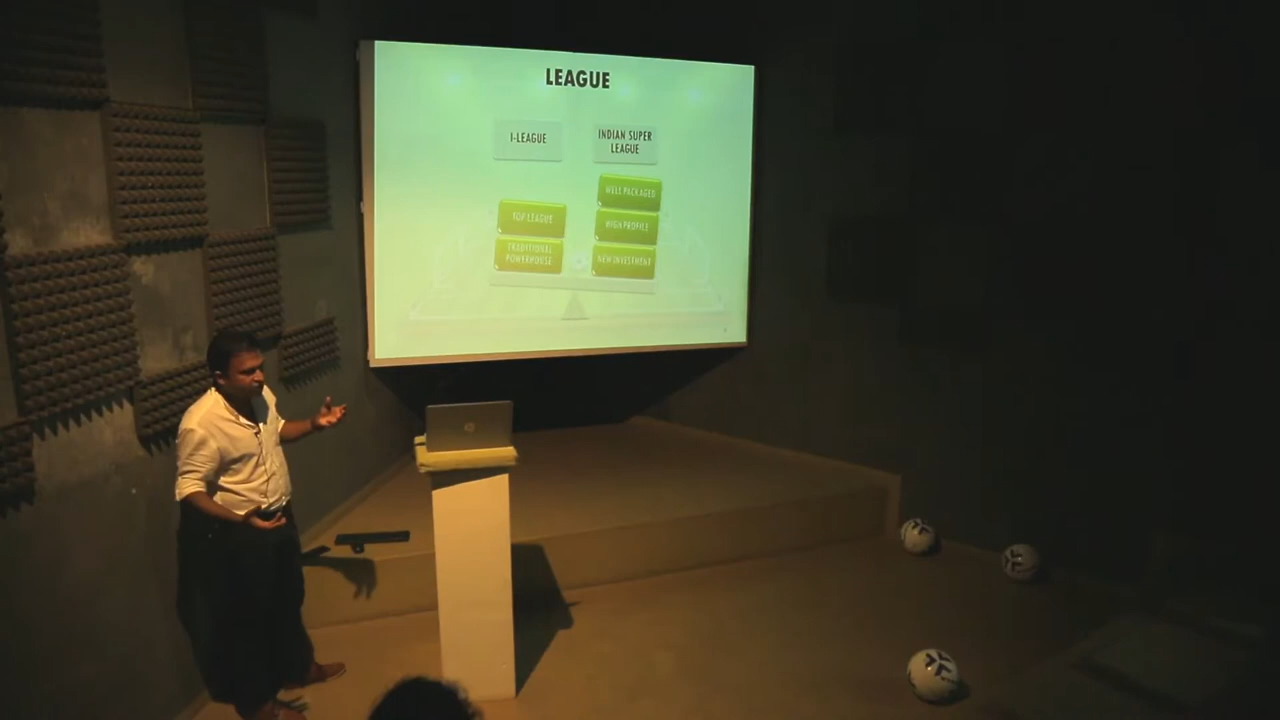 LEAGUE
I-LEAGUE
INDIAN SUPER
LEAGUE
WELL PACKAGED
TOP LEAGUE
HIGH PROFILE
TRADITIONAL
POWERHOUSE
NEW INVESTMENT